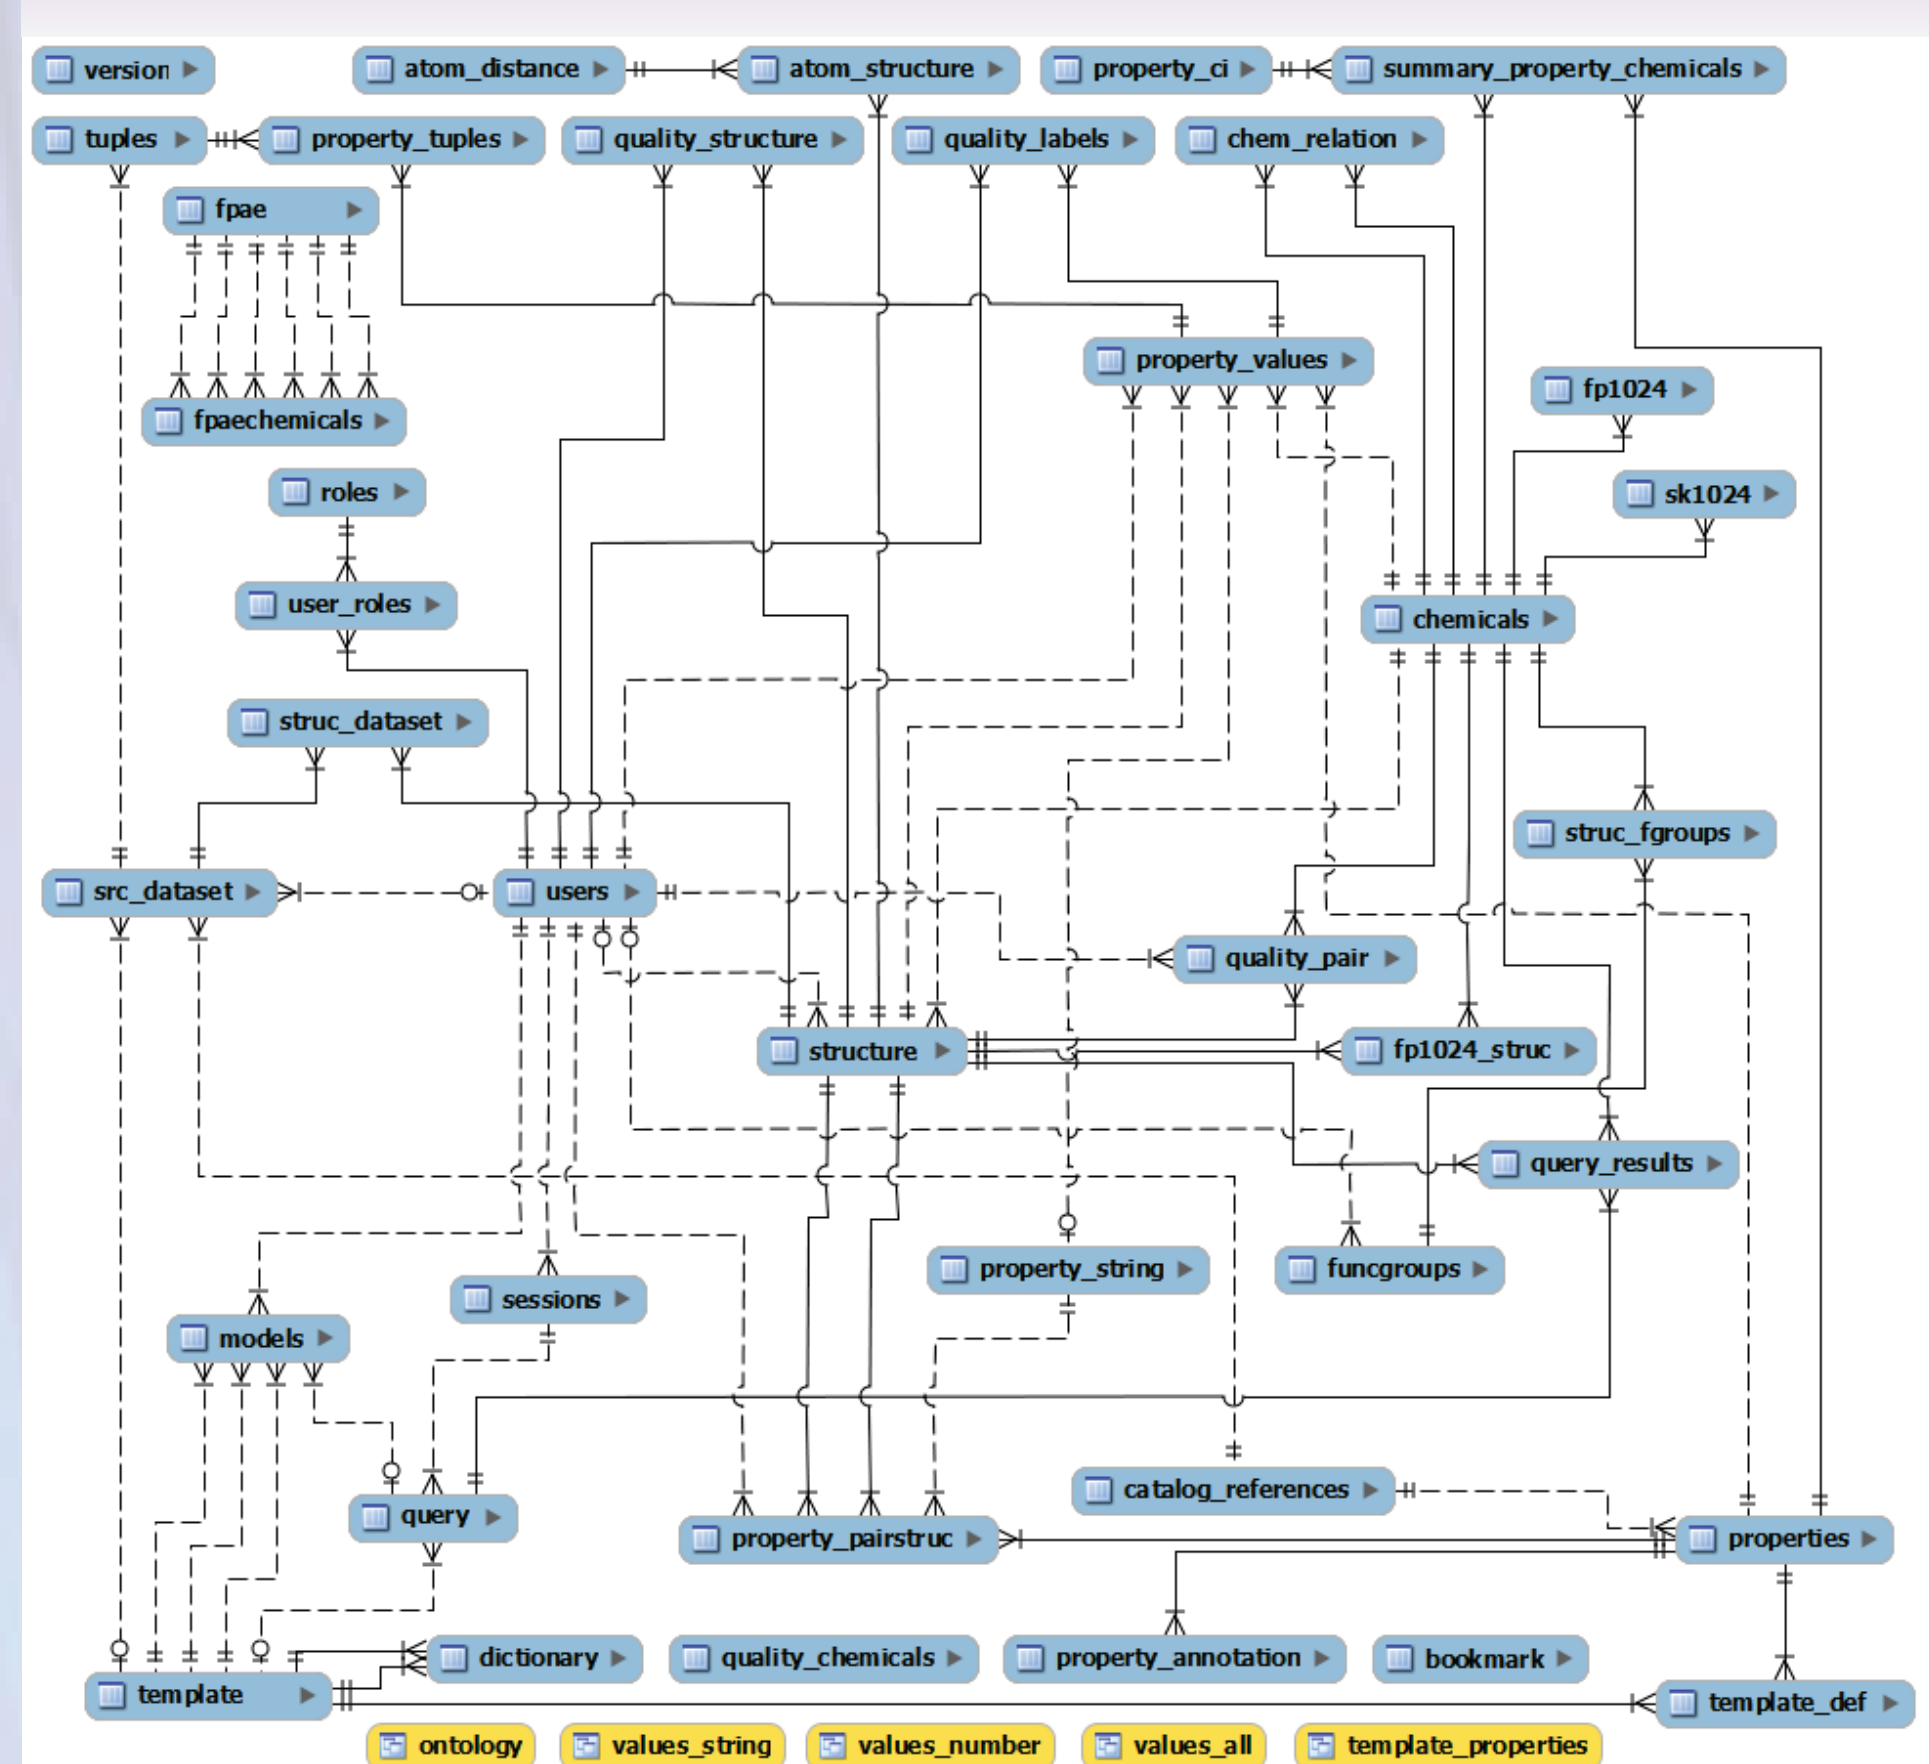 version
atom_distance
atom_structure
property_ci
summary_property_chemicals
tuples
property_tuples
quality_structure
quality_labels
chem_relation
fpae
property_values
fp1024
fpaechemicals
roles
sk1024
user_roles
chemicals
struc_dataset
struc_fgroups
src_dataset
users
quality_pair
structure
fp1024_struc
query_results
property_string
funcgroups
sessions
models
catalog_references
query
property_pairstruc
properties
dictionary
quality_chemicals
property_annotation
bookmark
template
template_def
ontology
values_string
values_number
values_all
template_properties